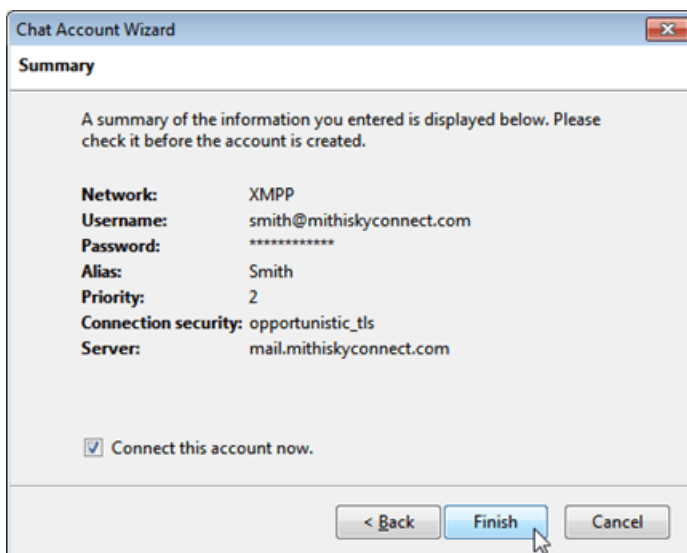 Chat Account Wizard
Summary
A summary of the information you entered is displayed below. Please
check it before the account is created.
Network: XMPP
Username: smith@mithiskyconnect.com
Password: ************
Alias: Smith
Priority: 2
Connection security: opportunistic_tls
Server: mail.mithiskyconnect.com
Connect this account now.
< Back Finish Cancel